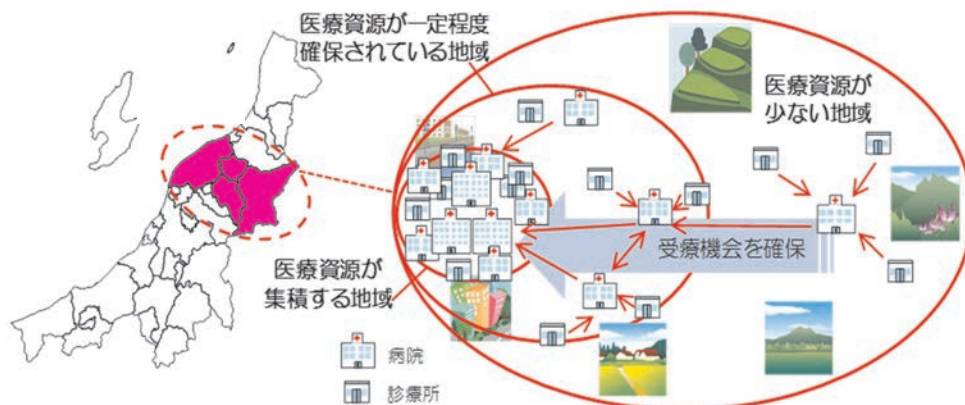 医療資源が一定程度
確保されている地域
医療資源が
少ない地域
受療機会を確保
医療資源が
集積する地域
病院
診療所